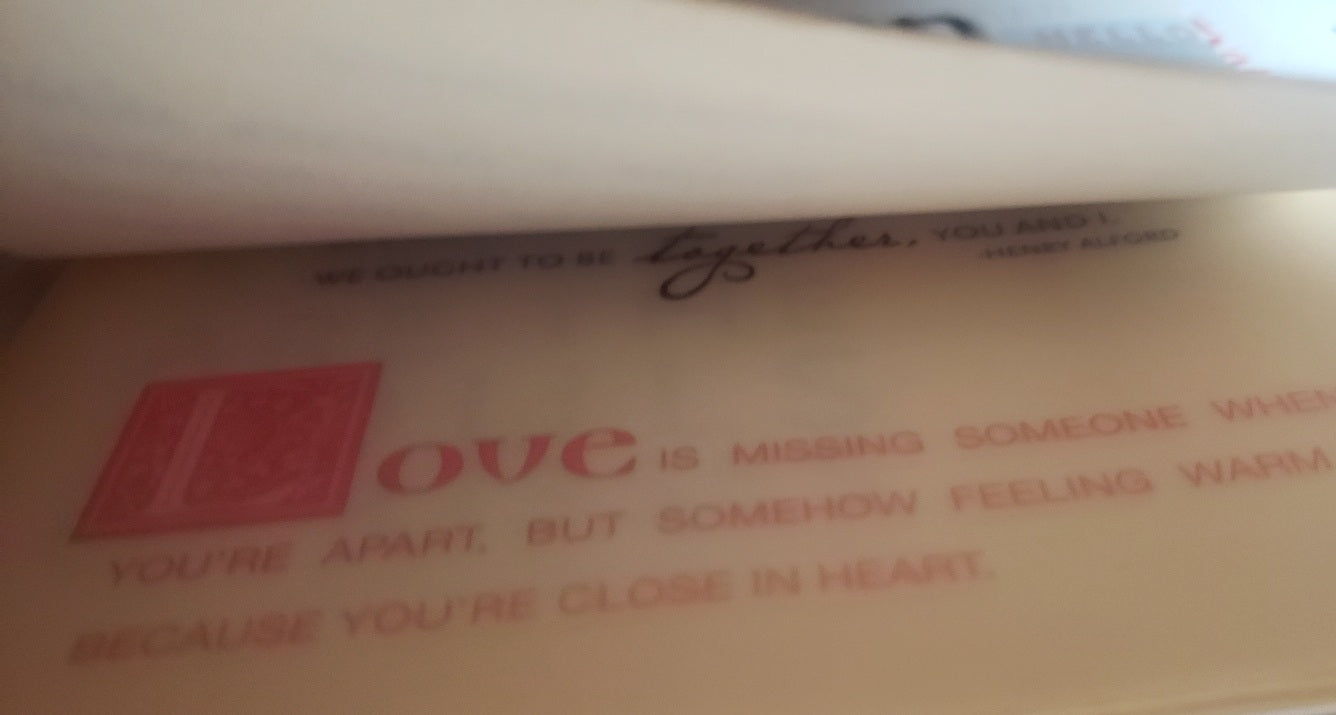 HELLO
WE OUGHT TO BE together, YOU AND I.
-HENRY ALFORD
Love IS MISSING SOMEONE WHEN
YOU'RE APART, BUT SOMEHOW FEELING WARM
BECAUSE YOU'RE CLOSE IN HEART.